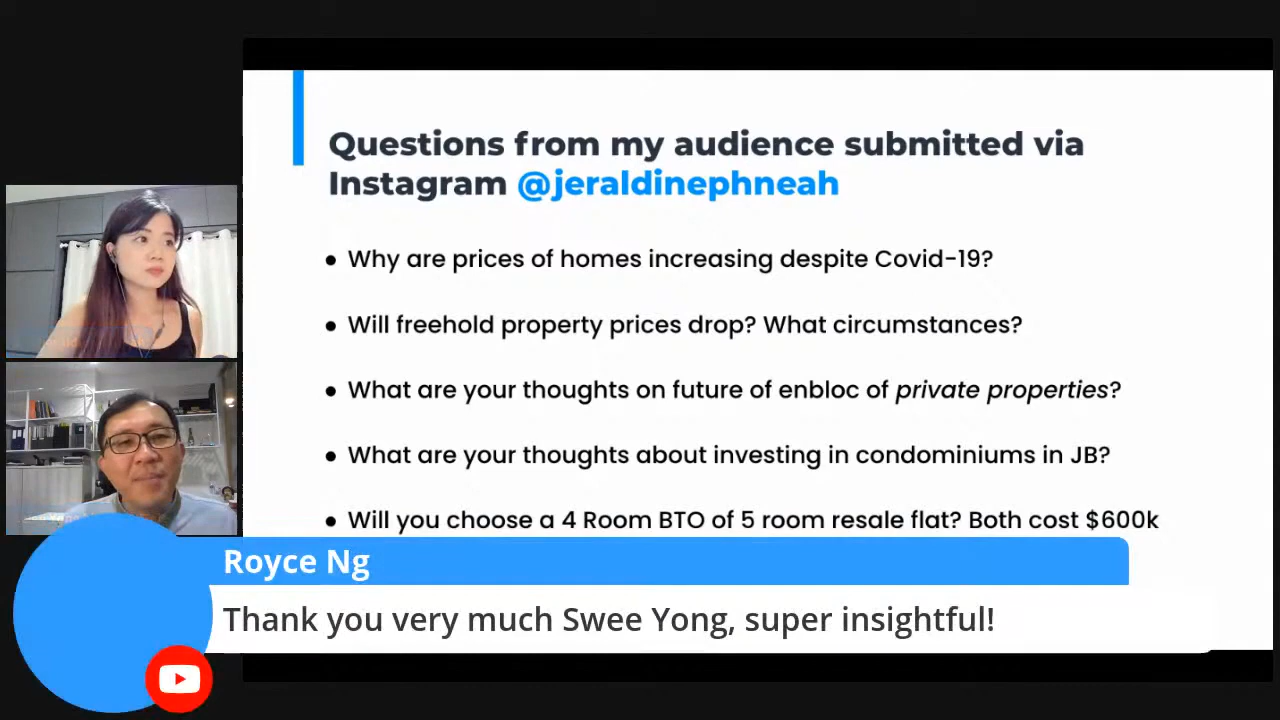 Questions from my audience submitted via
Instagram @jeraldinephneah
• Why are prices of homes increasing despite Covid-19?
• Will freehold property prices drop? What circumstances?
• What are your thoughts on future of enbloc of private properties?
• What are your thoughts about investing in condominiums in JB?
• Will you choose a 4 Room BTO of 5 room resale flat? Both cost $600k
Royce Ng
Thank you very much Swee Yong, super insightful!